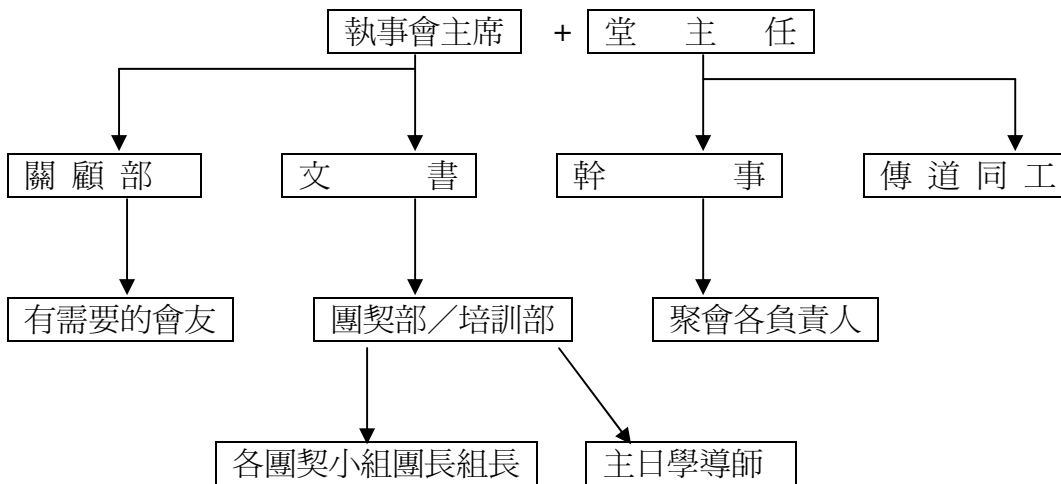 執事會主席 + 堂主任
關顧部 文書 幹事 傳道同工
有需要的會友 團契部／培訓部 聚會各負責人
各團契小組團長組長 主日學導師